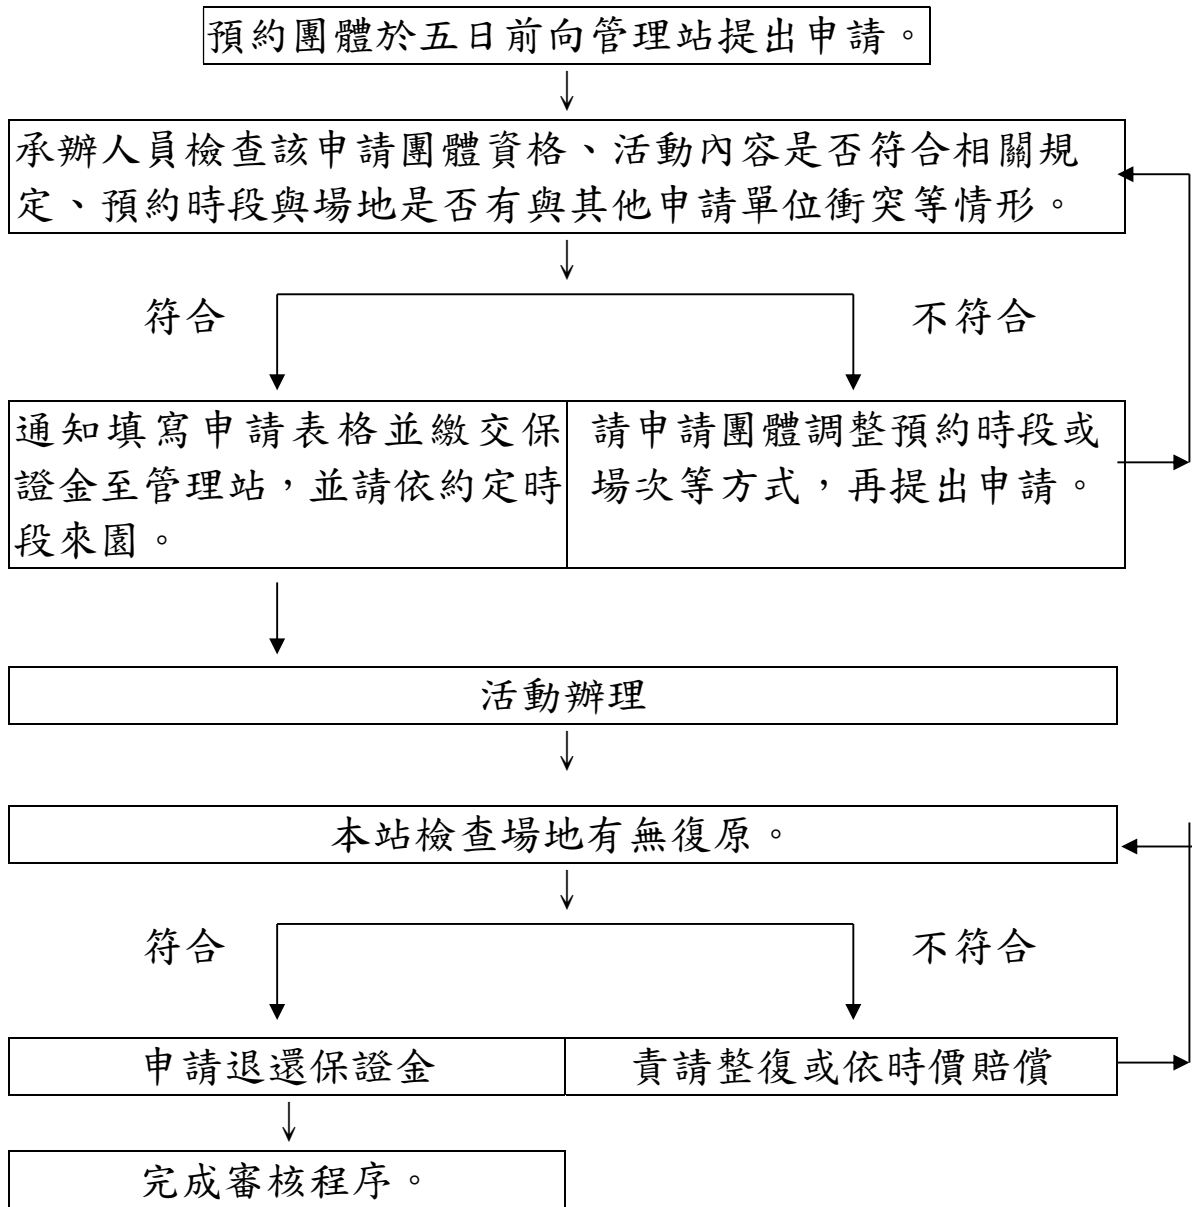 預約團體於五日前向管理站提出申請。
承辦人員檢查該申請團體資格、活動內容是否符合相關規
定、預約時段與場地是否有與其他申請單位衝突等情形。
符合
不符合
通知填寫申請表格並繳交保
證金至管理站，並請依約定時
段來園。
請申請團體調整預約時段或
場次等方式，再提出申請。
活動辦理
本站檢查場地有無復原。
符合
不符合
申請退還保證金
責請整復或依時價賠償
完成審核程序。